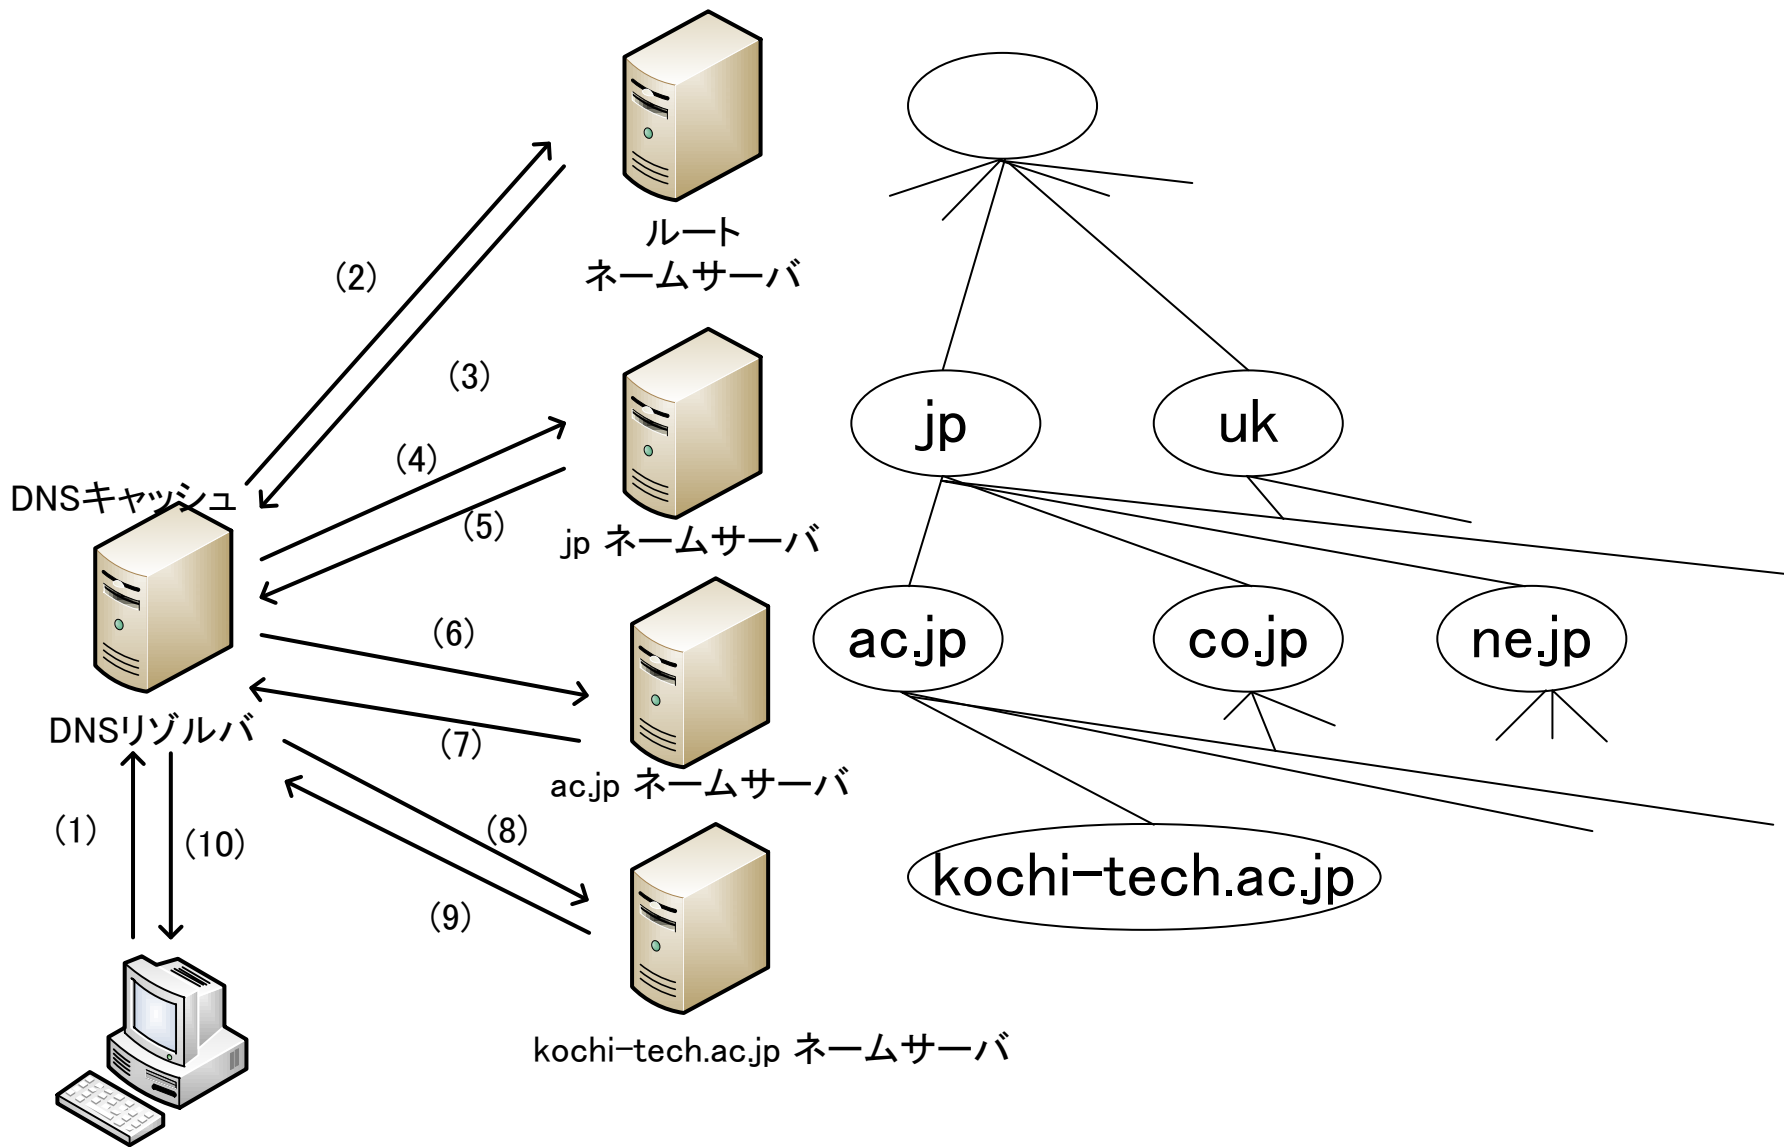 ルート
ネームサーバ
(2)
(3)
jp
uk
(4)
DNSキャッシュ
(5)
jp ネームサーバ
(6)
ac.jp
co.jp
ne.jp
DNSリゾルバ
(7)
ac.jp ネームサーバ
(1)
(10)
(8)
kochi-tech.ac.jp
(9)
kochi-tech.ac.jp ネームサーバ